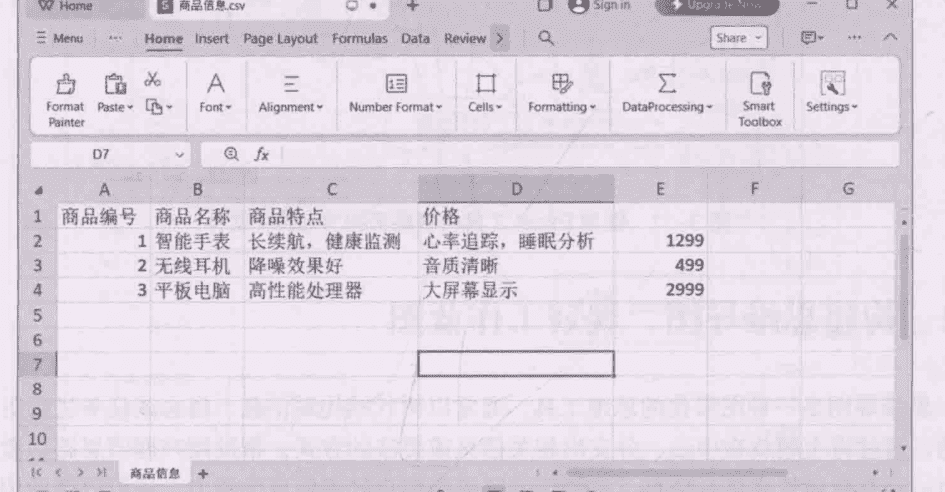 Home 商品信息.csv + Sign in Upgrade Now
Menu ... Home Insert Page Layout Formulas Data Review > Share ...
Format Painter Paste Font Alignment Number Format Cells Formatting DataProcessing Smart Toolbox Settings
D7 fx
A B C D E F G
1 商品编号 商品名称 商品特点 价格
2 1 智能手表 长续航，健康监测 心率追踪，睡眠分析 1299
3 2 无线耳机 降噪效果好 音质清晰 499
4 3 平板电脑 高性能处理器 大屏幕显示 2999
5
6
7
8
9
10
商品信息 +